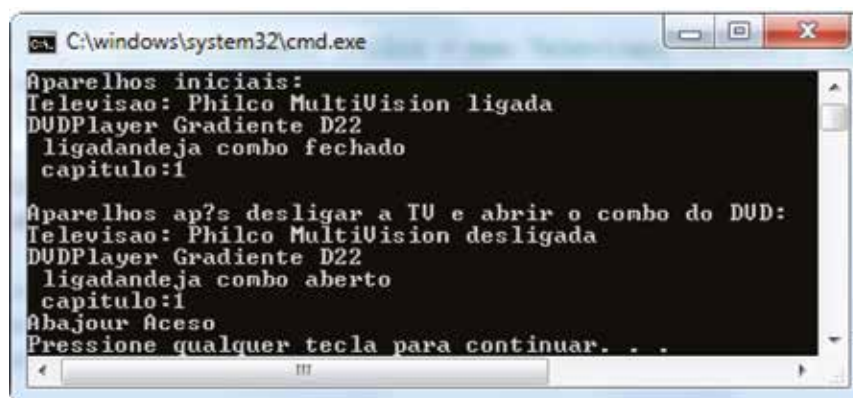 C:\windows\system32\cmd.exe
Aparelhos iniciais:
Televisao: Philco MultiVision ligada
DVDPlayer Gradiente D22
ligadandeja combo fechado
capitulo:1
Aparelhos ap?s desligar a TV e abrir o combo do DVD:
Televisao: Philco MultiVision desligada
DVDPlayer Gradiente D22
ligadandeja combo aberto
capitulo:1
Abajour Aceso
Pressione qualquer tecla para continuar. . .